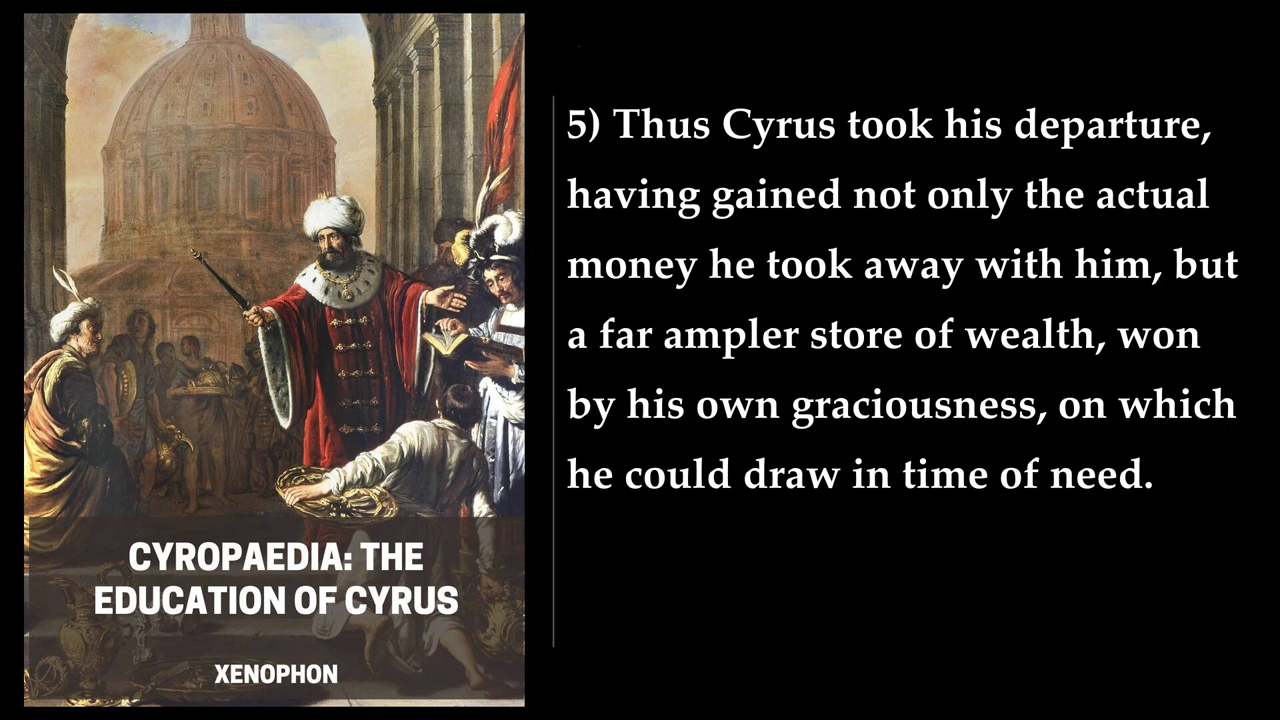 CYROPAEDIA: THE
EDUCATION OF CYRUS
XENOPHON
5) Thus Cyrus took his departure,
having gained not only the actual
money he took away with him, but
a far ampler store of wealth, won
by his own graciousness, on which
he could draw in time of need.